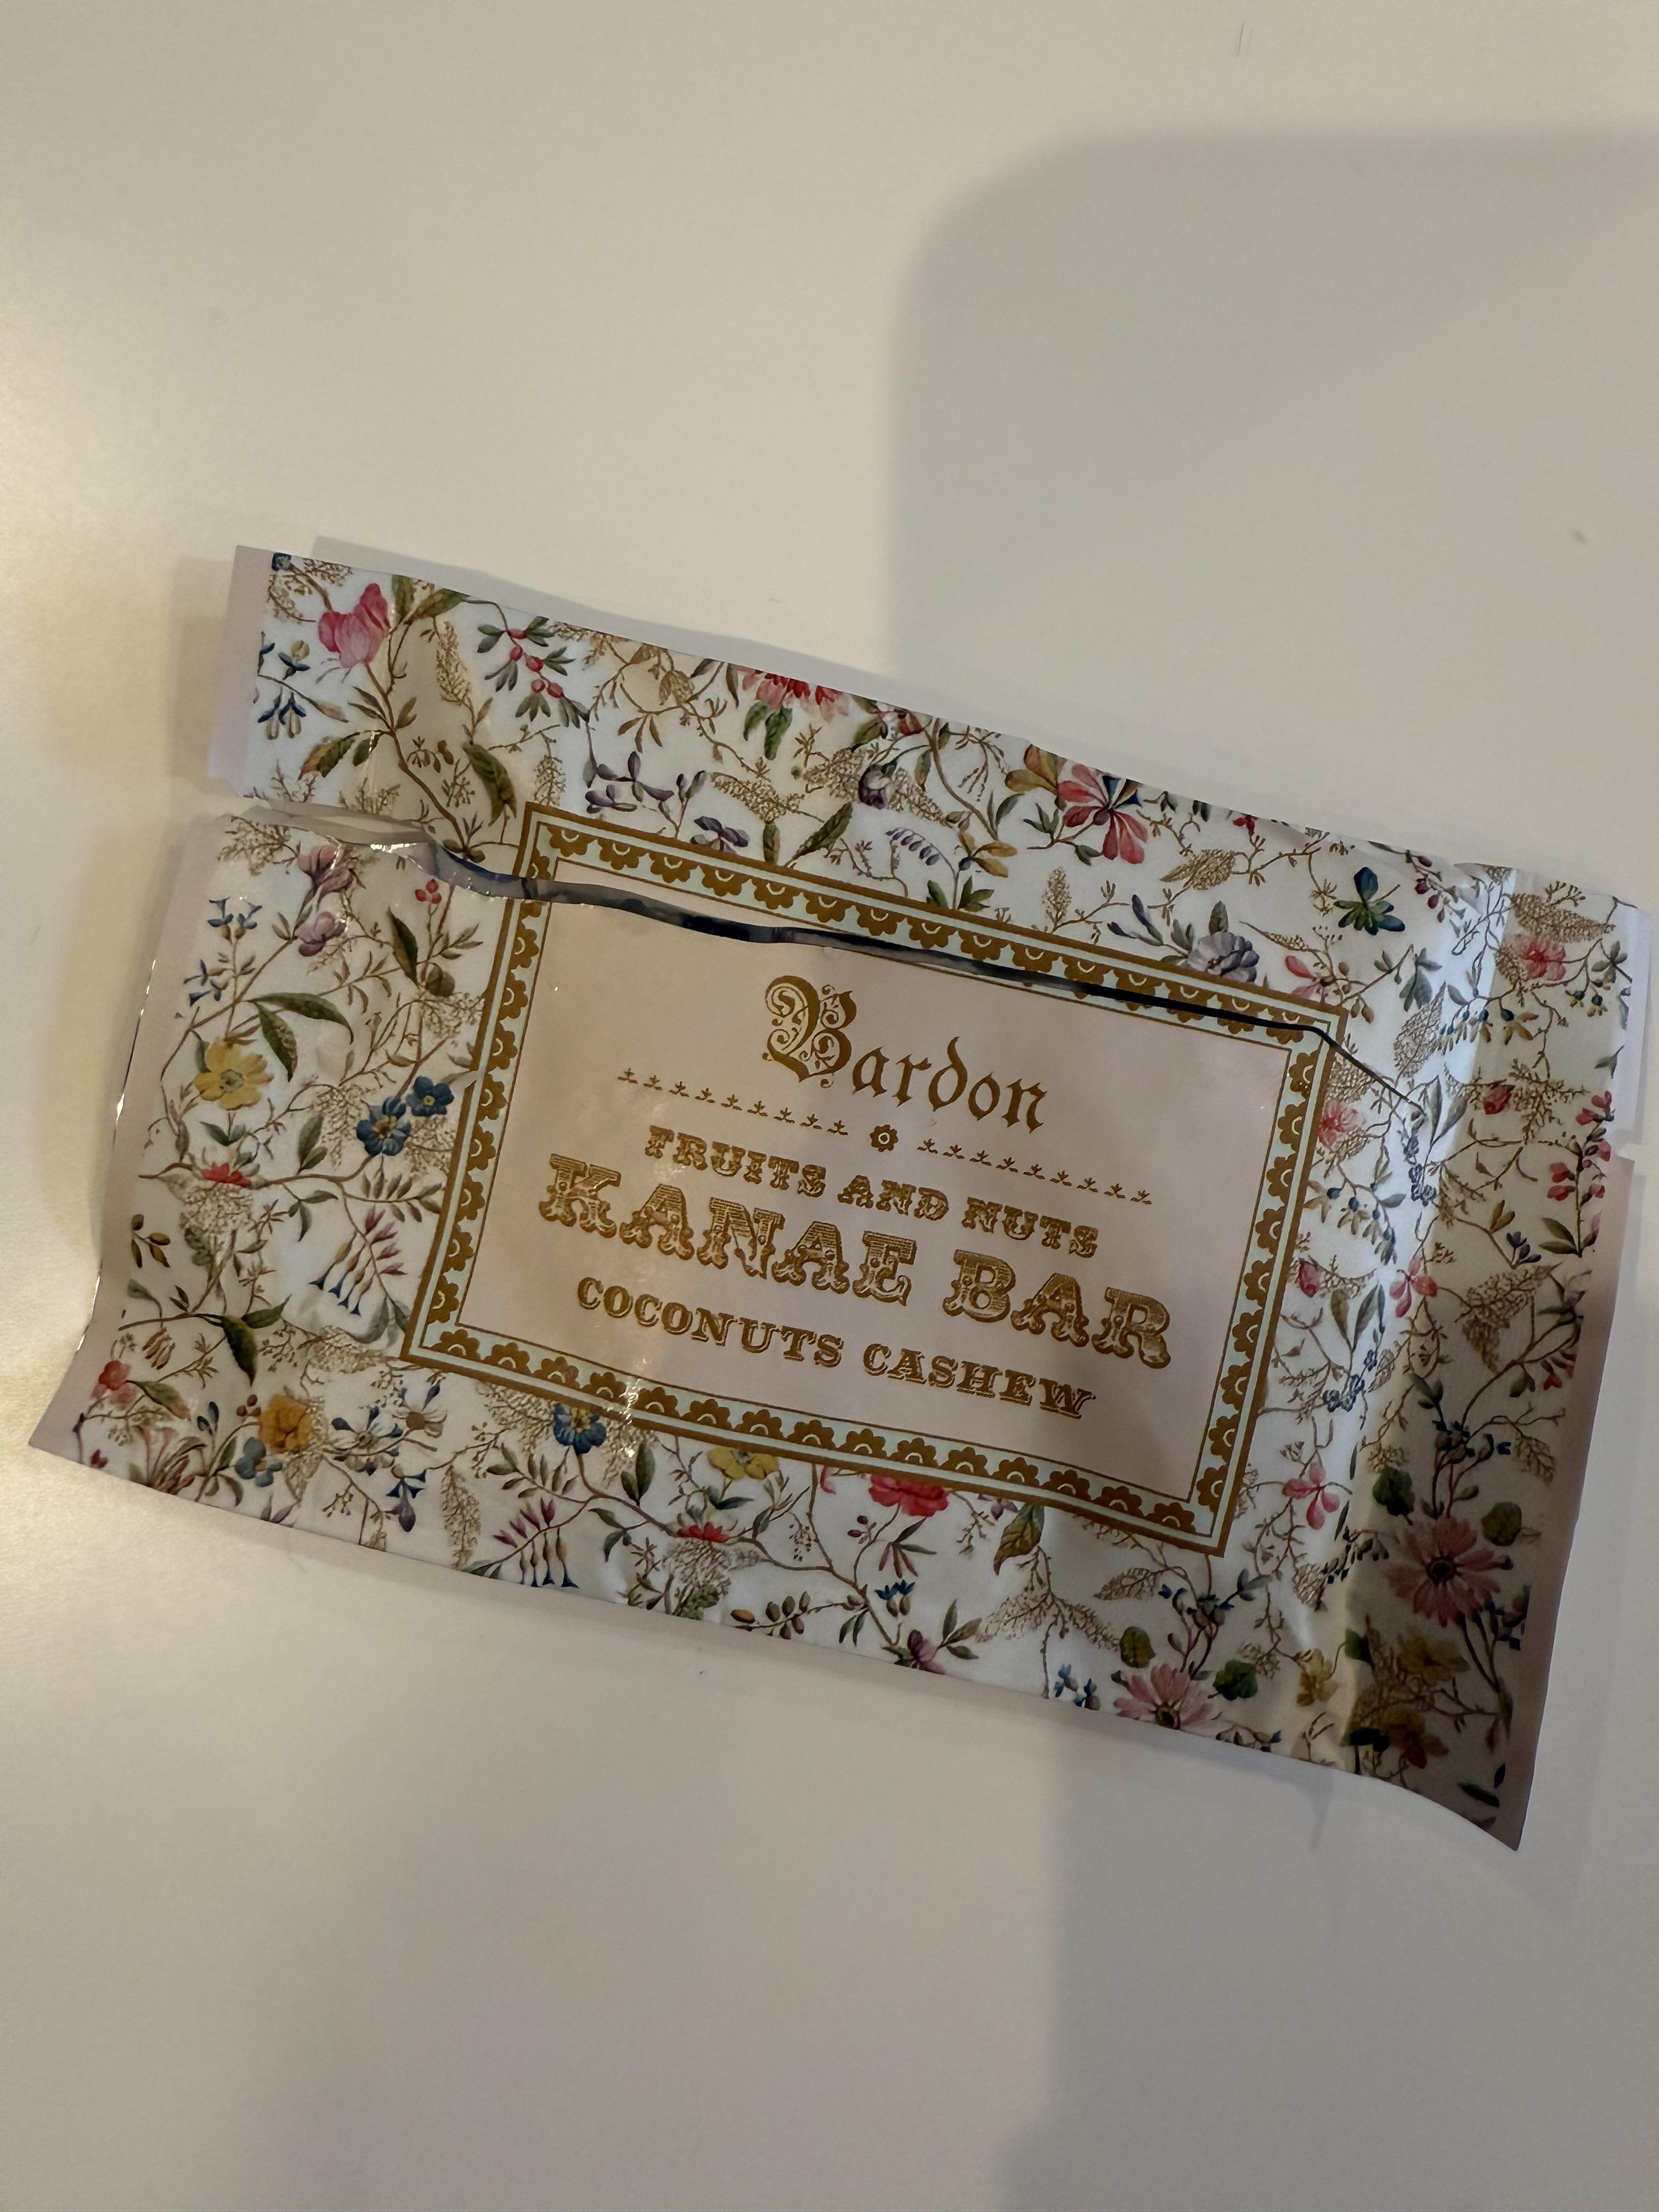 Bardon
FRUITS AND NUTS
KANAE BAR
COCONUTS CASHEW